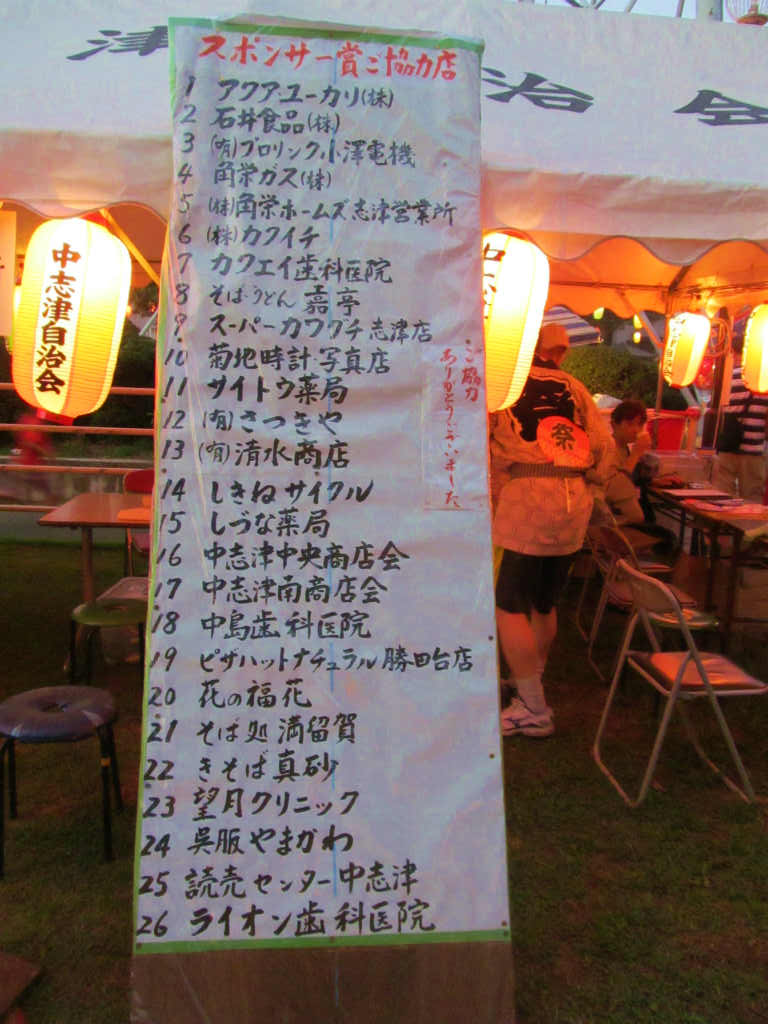 津
治
会
スポンサー賞ご協力店
1 アクアユーカリ(株)
2 石井食品(株)
3 (有)プロリンク小澤電機
4 角栄ガス(株)
5 (株)角栄ホームズ志津営業所
6 (株)カクイチ
7 カクエイ歯科医院
8 そば・うどん 嘉亭
9 スーパーカワグチ志津店
10 菊地時計・写真店
11 サイトウ薬局
12 (有)さつきや
13 (有)清水商店
14 しきねサイクル
15 しづな薬局
16 中志津中央商店会
17 中志津南商店会
18 中島歯科医院
19 ピザハットナチュラル勝田台店
20 花の福花
21 そば処 満留賀
22 きそば真砂
23 望月クリニック
24 呉服やまがわ
25 読売センター中志津
26 ライオン歯科医院
ご協力
ありがとうございました
中志津自治会
中志
祭